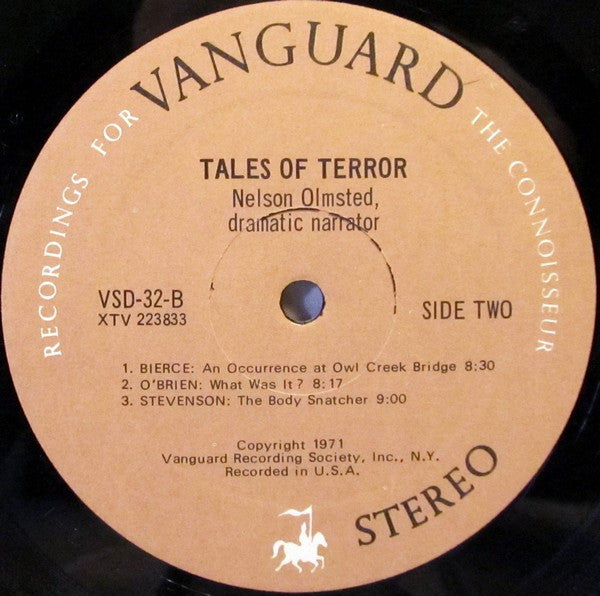 RECORDINGS FOR
VANGUARD
THE CONNOISSEUR
TALES OF TERROR
Nelson Olmsted,
dramatic narrator
VSD-32-B
XTV 223833
SIDE TWO
1. BIERCE: An Occurrence at Owl Creek Bridge 8:30
2. O'BRIEN: What Was It? 8:17
3. STEVENSON: The Body Snatcher 9:00
Copyright 1971
Vanguard Recording Society, Inc., N.Y.
Recorded in U.S.A.
STEREO